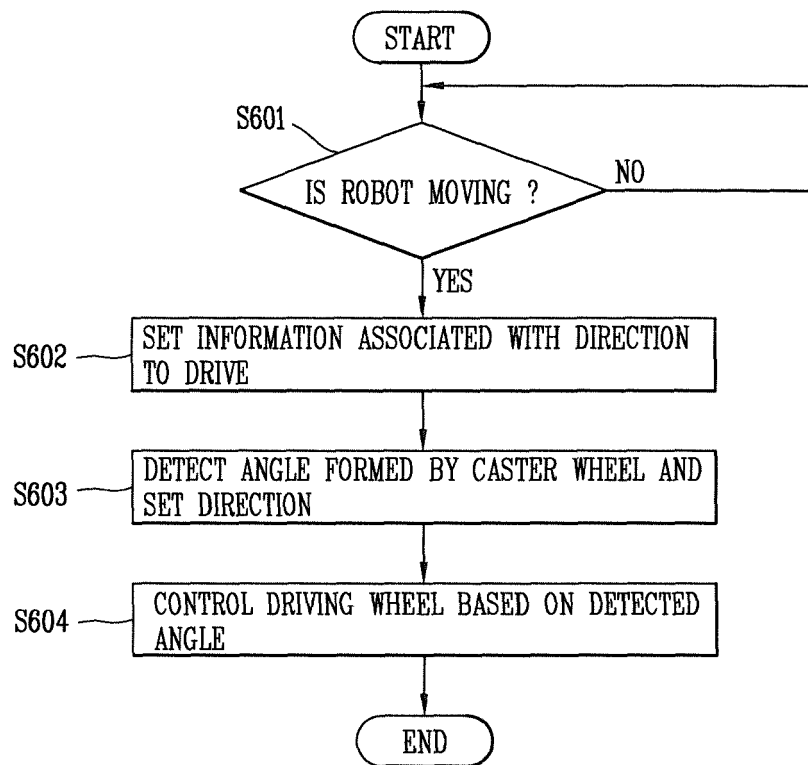 START
S601
IS ROBOT MOVING ?
NO
YES
S602
SET INFORMATION ASSOCIATED WITH DIRECTION
TO DRIVE
S603
DETECT ANGLE FORMED BY CASTER WHEEL AND
SET DIRECTION
S604
CONTROL DRIVING WHEEL BASED ON DETECTED
ANGLE
END